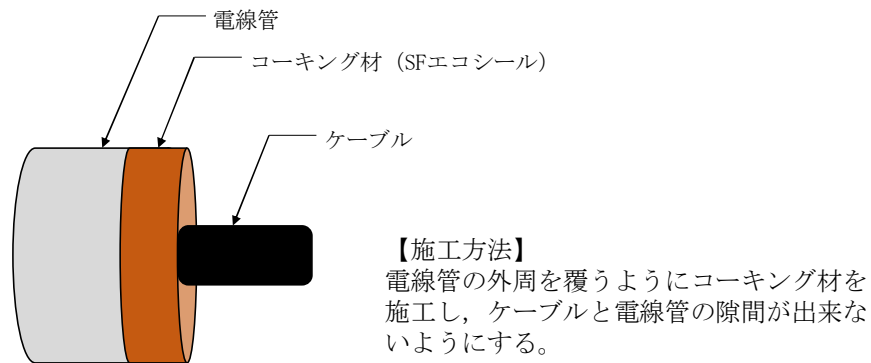 電線管
コーキング材（SFエコシール）
ケーブル
【施工方法】
電線管の外周を覆うようにコーキング材を
施工し，ケーブルと電線管の隙間が出来な
いようにする。